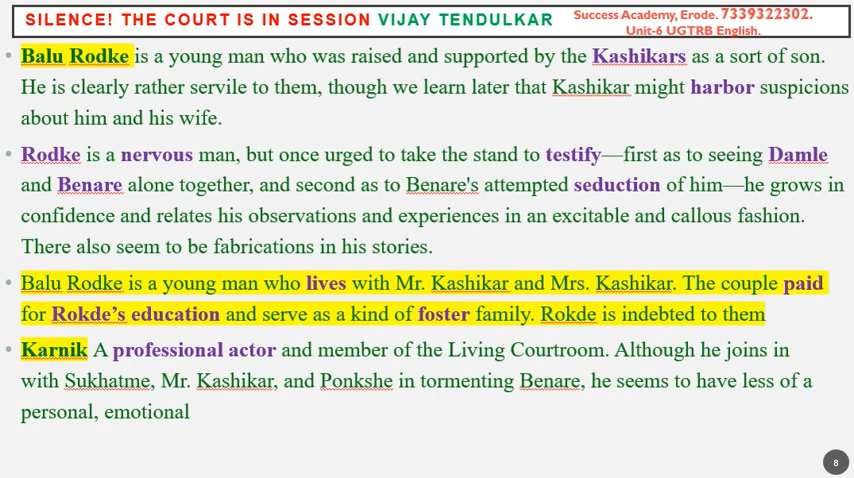 SILENCE! THE COURT IS IN SESSION VIJAY TENDULKAR
Success Academy, Erode. 7339322302.
Unit-6 UGTRB English.
• Balu Rodke is a young man who was raised and supported by the Kashikars as a sort of son.
He is clearly rather servile to them, though we learn later that Kashikar might harbor suspicions
about him and his wife.
• Rodke is a nervous man, but once urged to take the stand to testify—first as to seeing Damle
and Benare alone together, and second as to Benare's attempted seduction of him—he grows in
confidence and relates his observations and experiences in an excitable and callous fashion.
There also seem to be fabrications in his stories.
• Balu Rodke is a young man who lives with Mr. Kashikar and Mrs. Kashikar. The couple paid
for Rokde’s education and serve as a kind of foster family. Rokde is indebted to them
• Karnik A professional actor and member of the Living Courtroom. Although he joins in
with Sukhatme, Mr. Kashikar, and Ponkshe in tormenting Benare, he seems to have less of a
personal, emotional
8